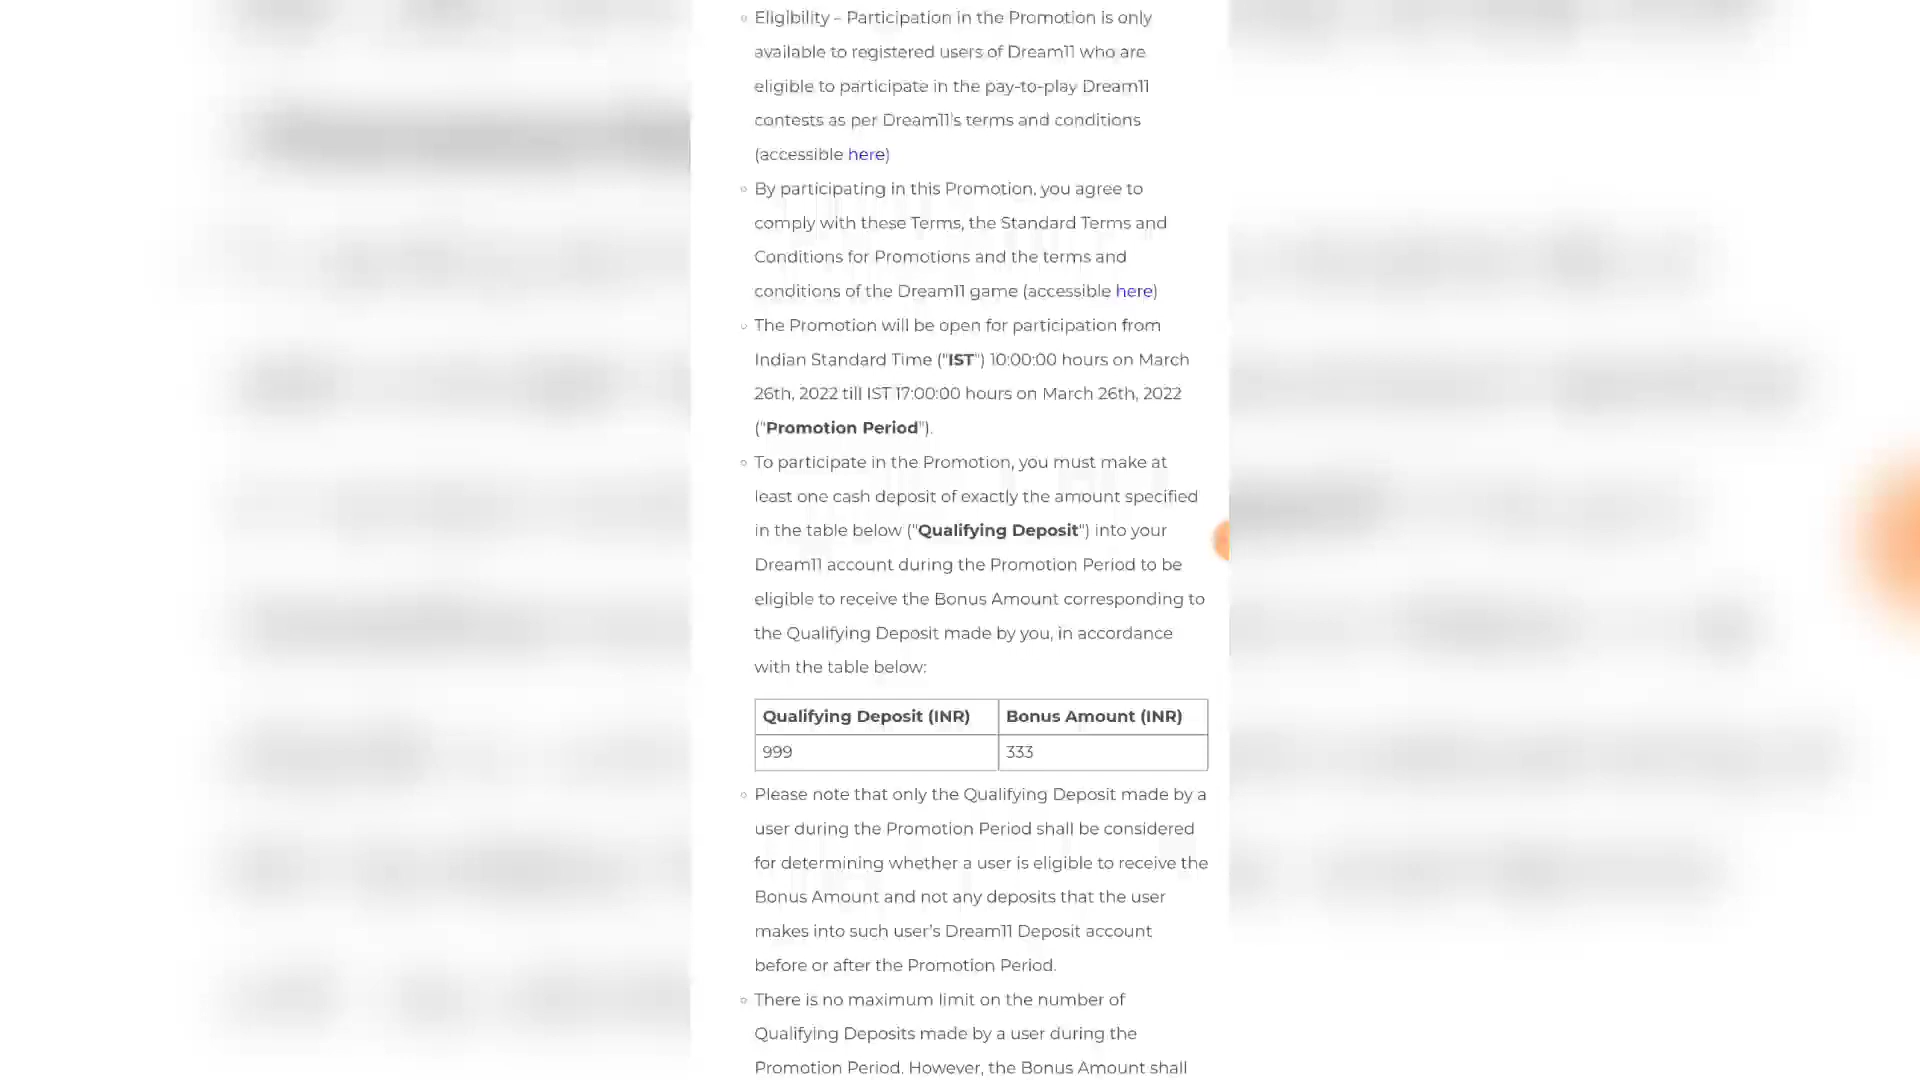 Eligibility – Participation in the Promotion is only
available to registered users of Dream11 who are
eligible to participate in the pay-to-play Dream11
contests as per Dream11's terms and conditions
(accessible here)
By participating in this Promotion, you agree to
comply with these Terms, the Standard Terms and
Conditions for Promotions and the terms and
conditions of the Dream11 game (accessible here)
The Promotion will be open for participation from
Indian Standard Time ("IST") 10:00:00 hours on March
26th, 2022 till IST 17:00:00 hours on March 26th, 2022
("Promotion Period").
To participate in the Promotion, you must make at
least one cash deposit of exactly the amount specified
in the table below ("Qualifying Deposit") into your
Dream11 account during the Promotion Period to be
eligible to receive the Bonus Amount corresponding to
the Qualifying Deposit made by you, in accordance
with the table below:
Qualifying Deposit (INR) Bonus Amount (INR)
999 333
Please note that only the Qualifying Deposit made by a
user during the Promotion Period shall be considered
for determining whether a user is eligible to receive the
Bonus Amount and not any deposits that the user
makes into such user's Dream11 Deposit account
before or after the Promotion Period.
There is no maximum limit on the number of
Qualifying Deposits made by a user during the
Promotion Period. However, the Bonus Amount shall